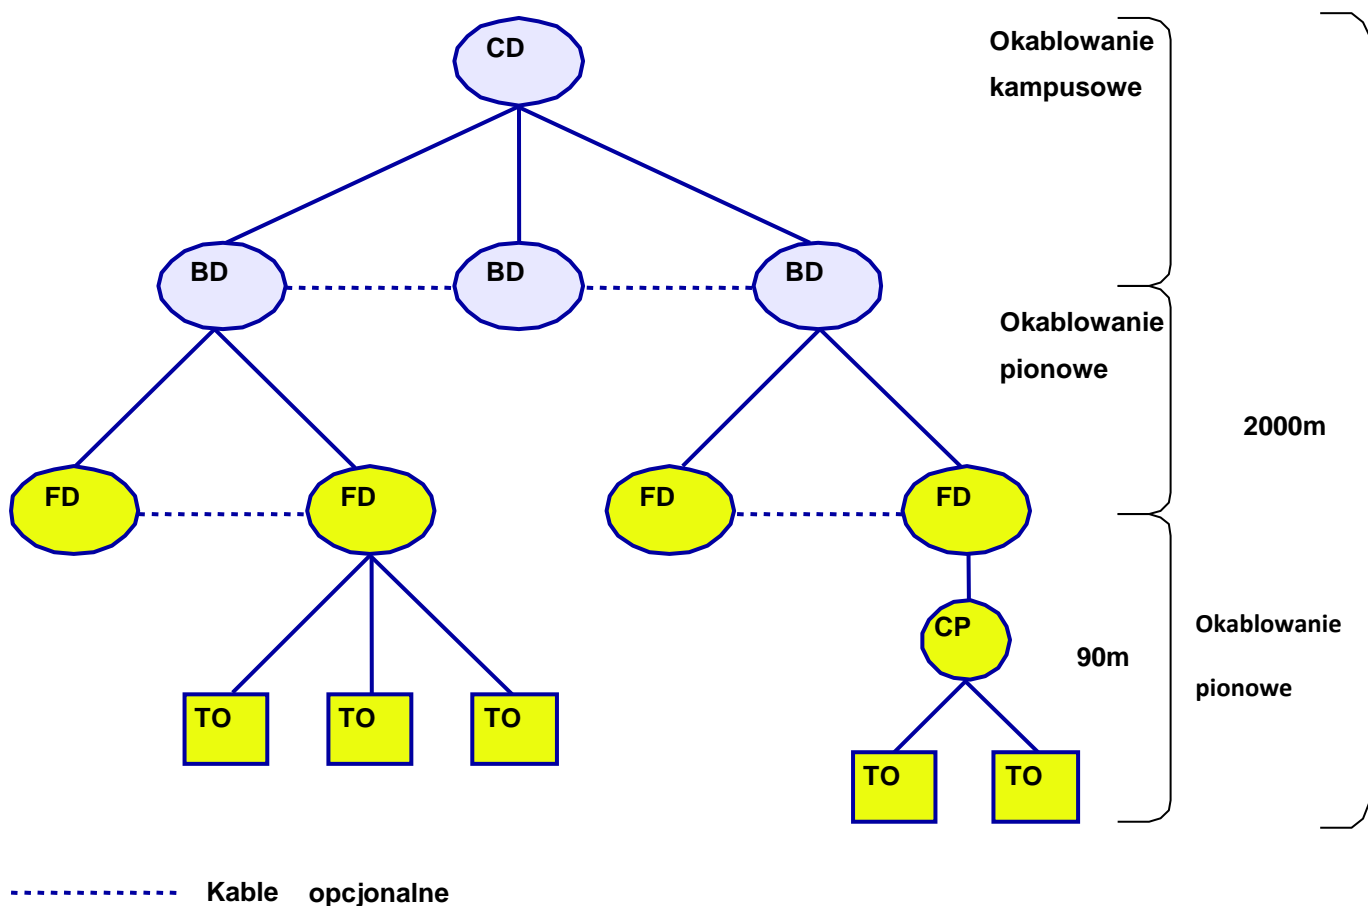 CD
Okablowanie
kampusowe
BD BD BD
Okablowanie
pionowe
2000m
FD FD FD FD
CP
90m
Okablowanie
pionowe
TO TO TO
TO TO
Kable opcjonalne